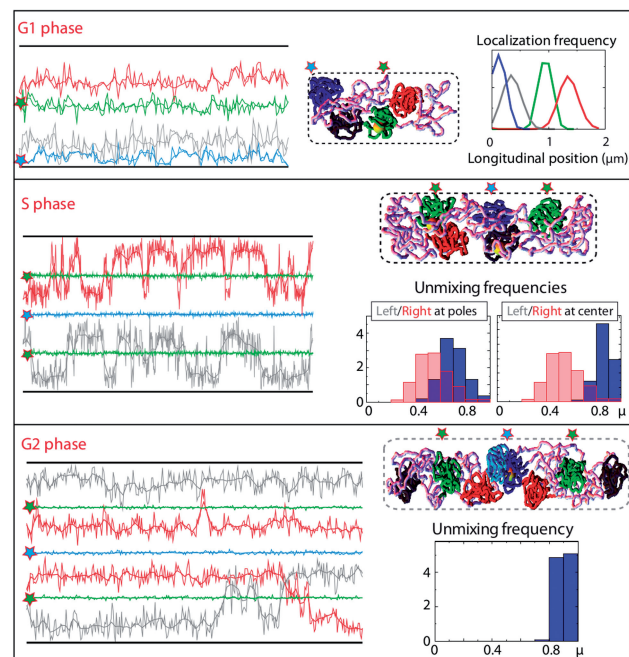 G1 phase
Localization frequency
0 1 2
Longitudinal position (μm)
S phase
Unmixing frequencies
Left/Right at poles
Left/Right at center
4
2
0
0 0.4 0.8
0 0.4 0.8 μ
G2 phase
Unmixing frequency
4
2
0
0 0.4 0.8 μ